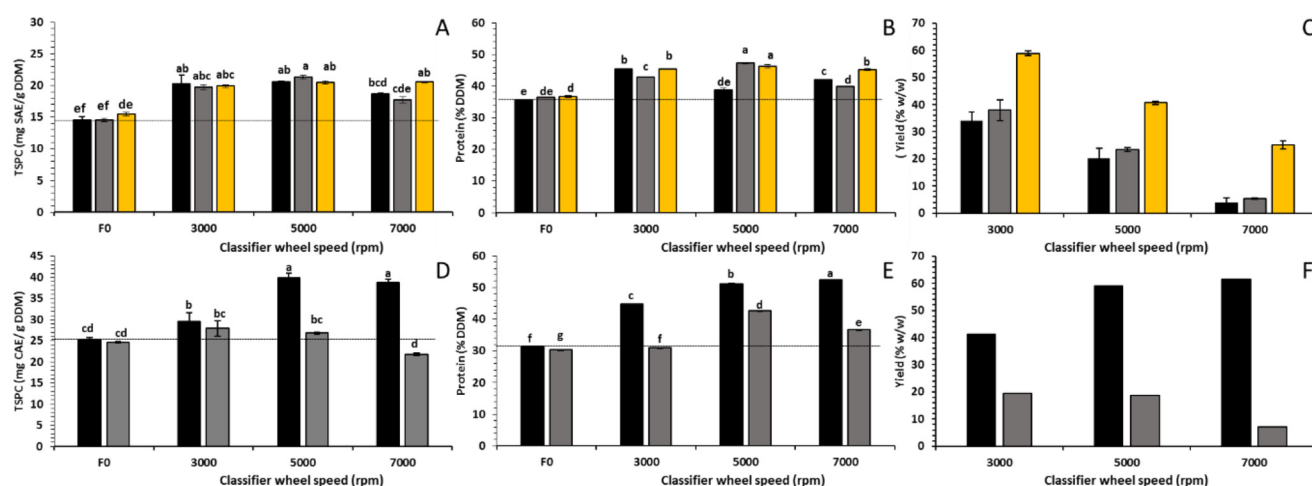 A
TSPC (mg SAE/g DDM)
30
25
20
15
10
5
0
ef ef de
ab abc abc
ab a ab
bcd cde ab
F0 3000 5000 7000
Classifier wheel speed (rpm)
B
Protein (% DDM)
60
50
40
30
20
10
0
e de d
b c b
de a a
c d b
F0 3000 5000 7000
Classifier wheel speed (rpm)
C
( Yield (% w/w)
70
60
50
40
30
20
10
0
3000 5000 7000
Classifier wheel speed (rpm)
D
TSPC (mg CAE/ g DDM)
45
40
35
30
25
20
15
10
5
0
cd cd
b bc
a bc
a d
F0 3000 5000 7000
Classifier wheel speed (rpm)
E
Protein (% DDM)
60
50
40
30
20
10
0
f g
c f
b d
a e
F0 3000 5000 7000
Classifier wheel speed (rpm)
F
Yield (% w/w)
70
60
50
40
30
20
10
0
3000 5000 7000
Classifier wheel speed (rpm)